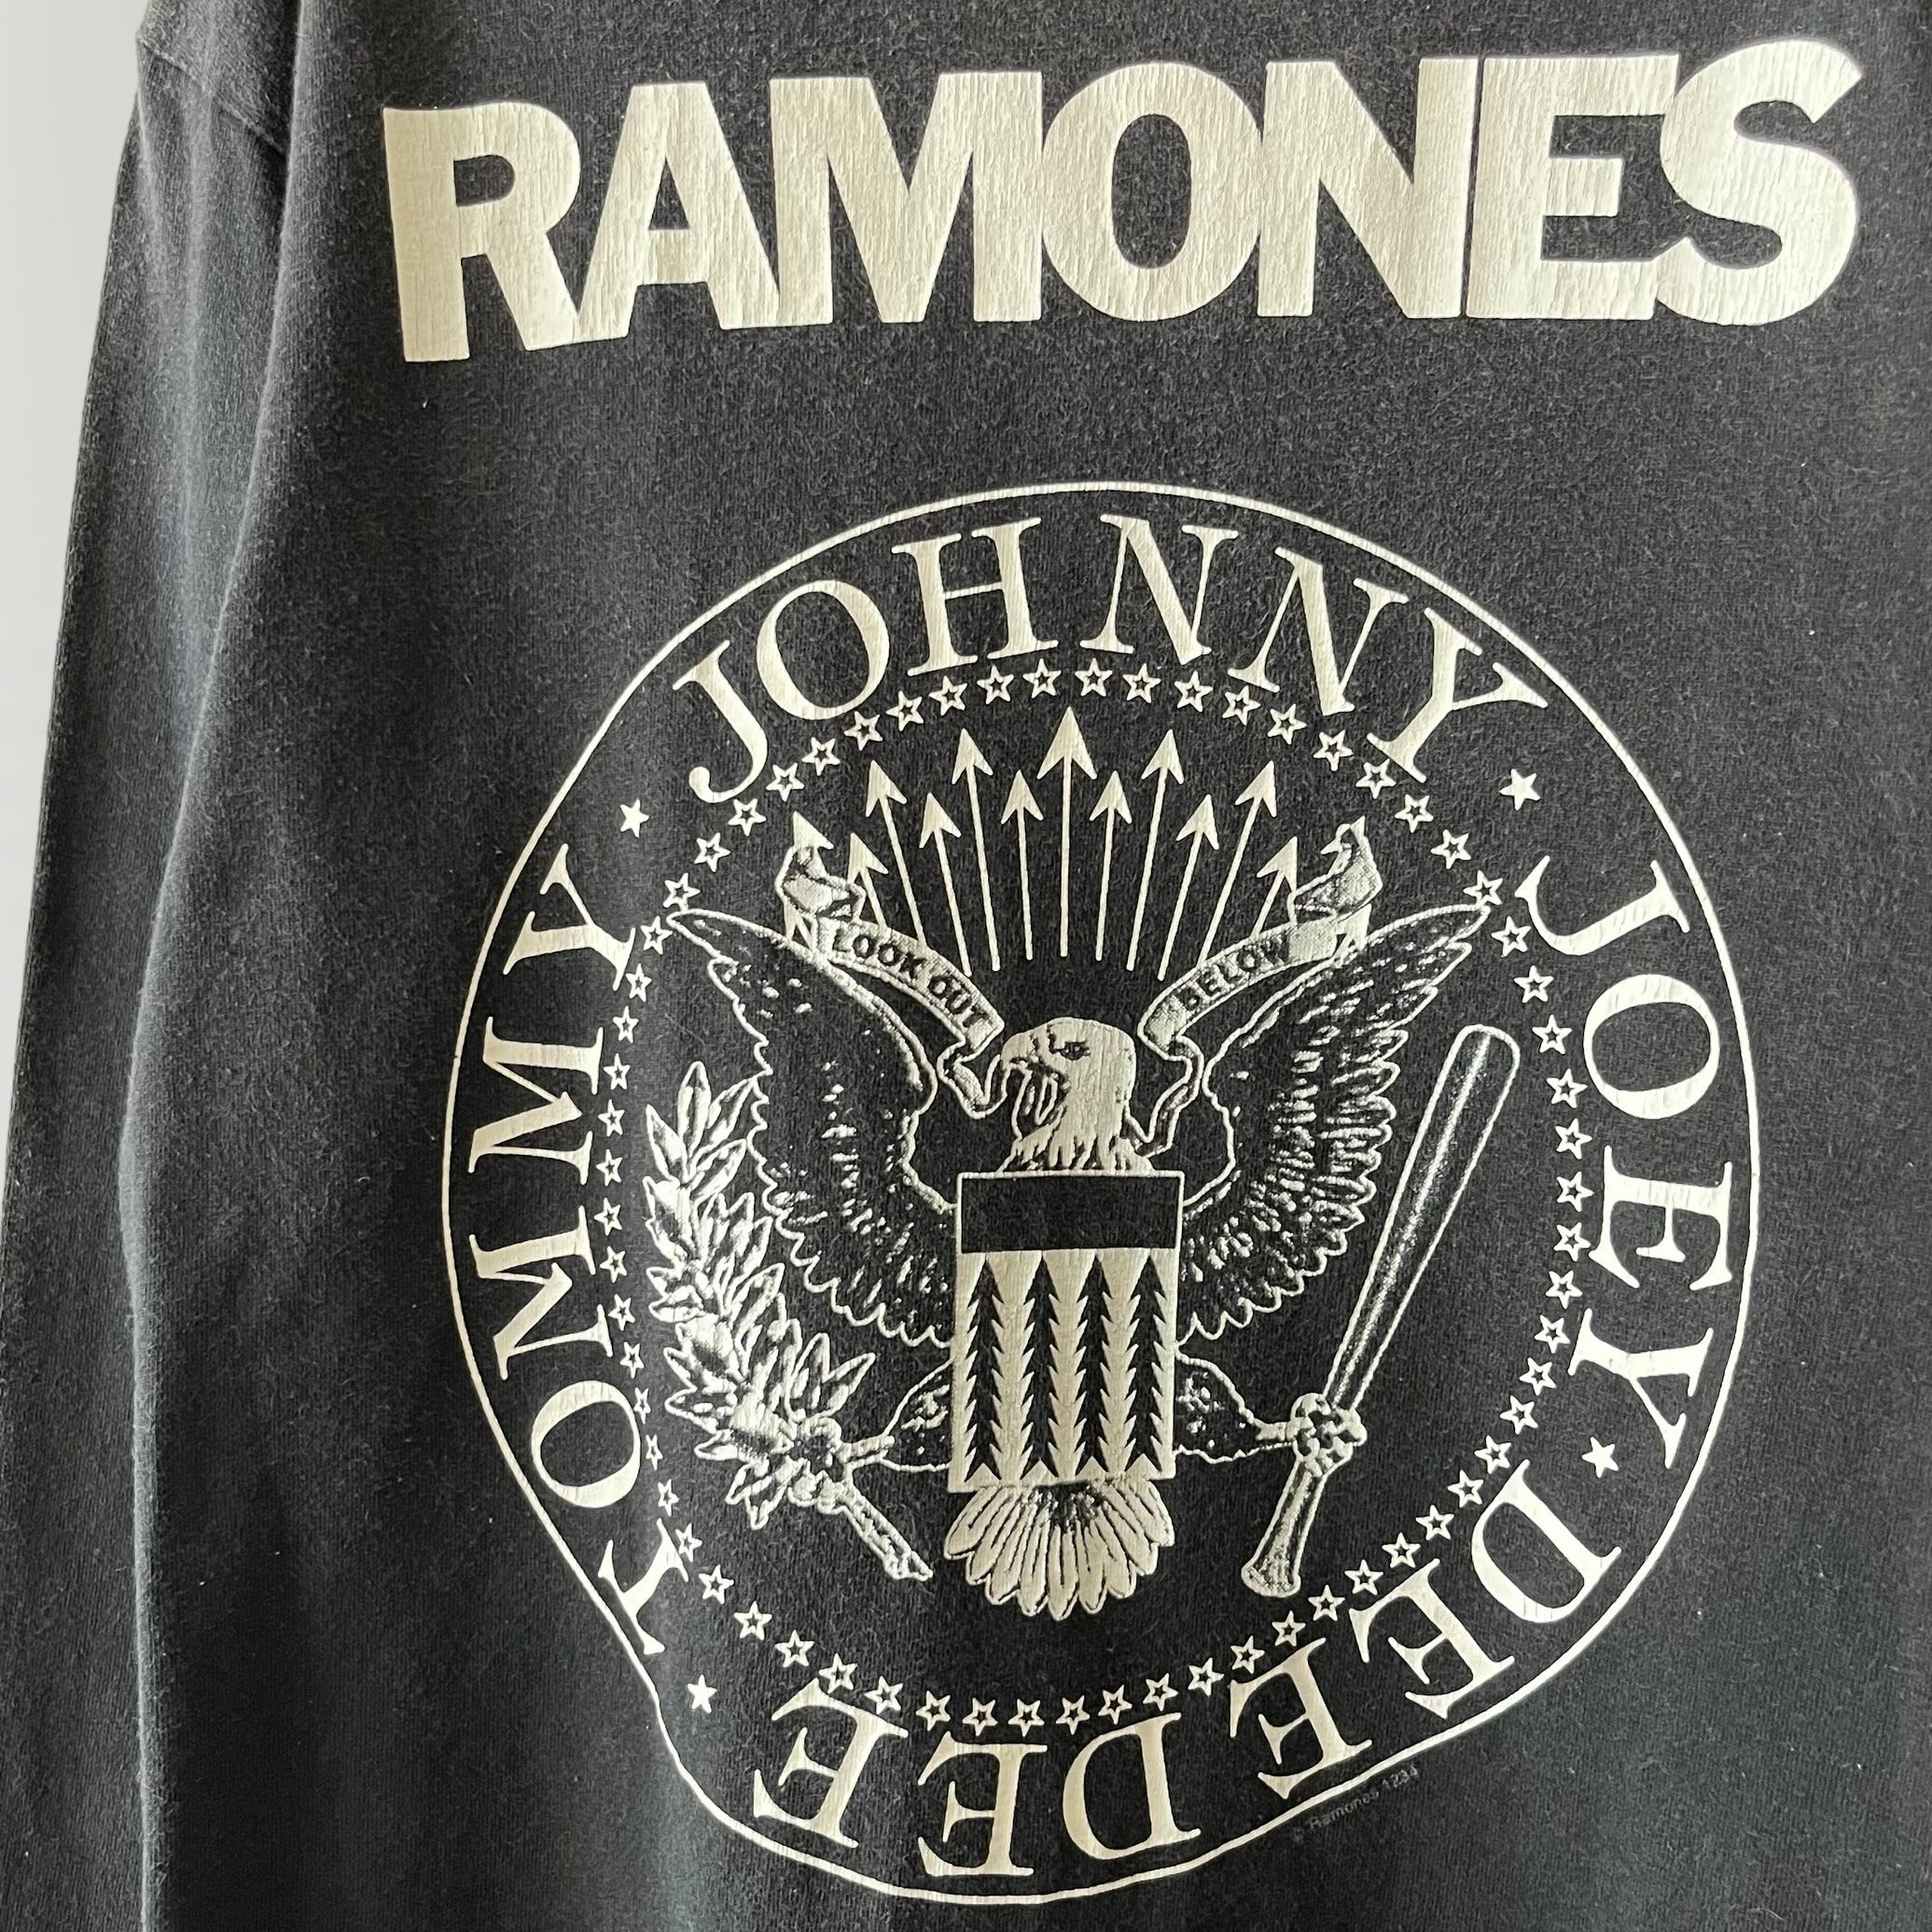 RAMONES
JOHNNY ★ JOEY ★ DEE DEE ★ TOMMY
LOOK OUT BELOW
© Ramones 1234